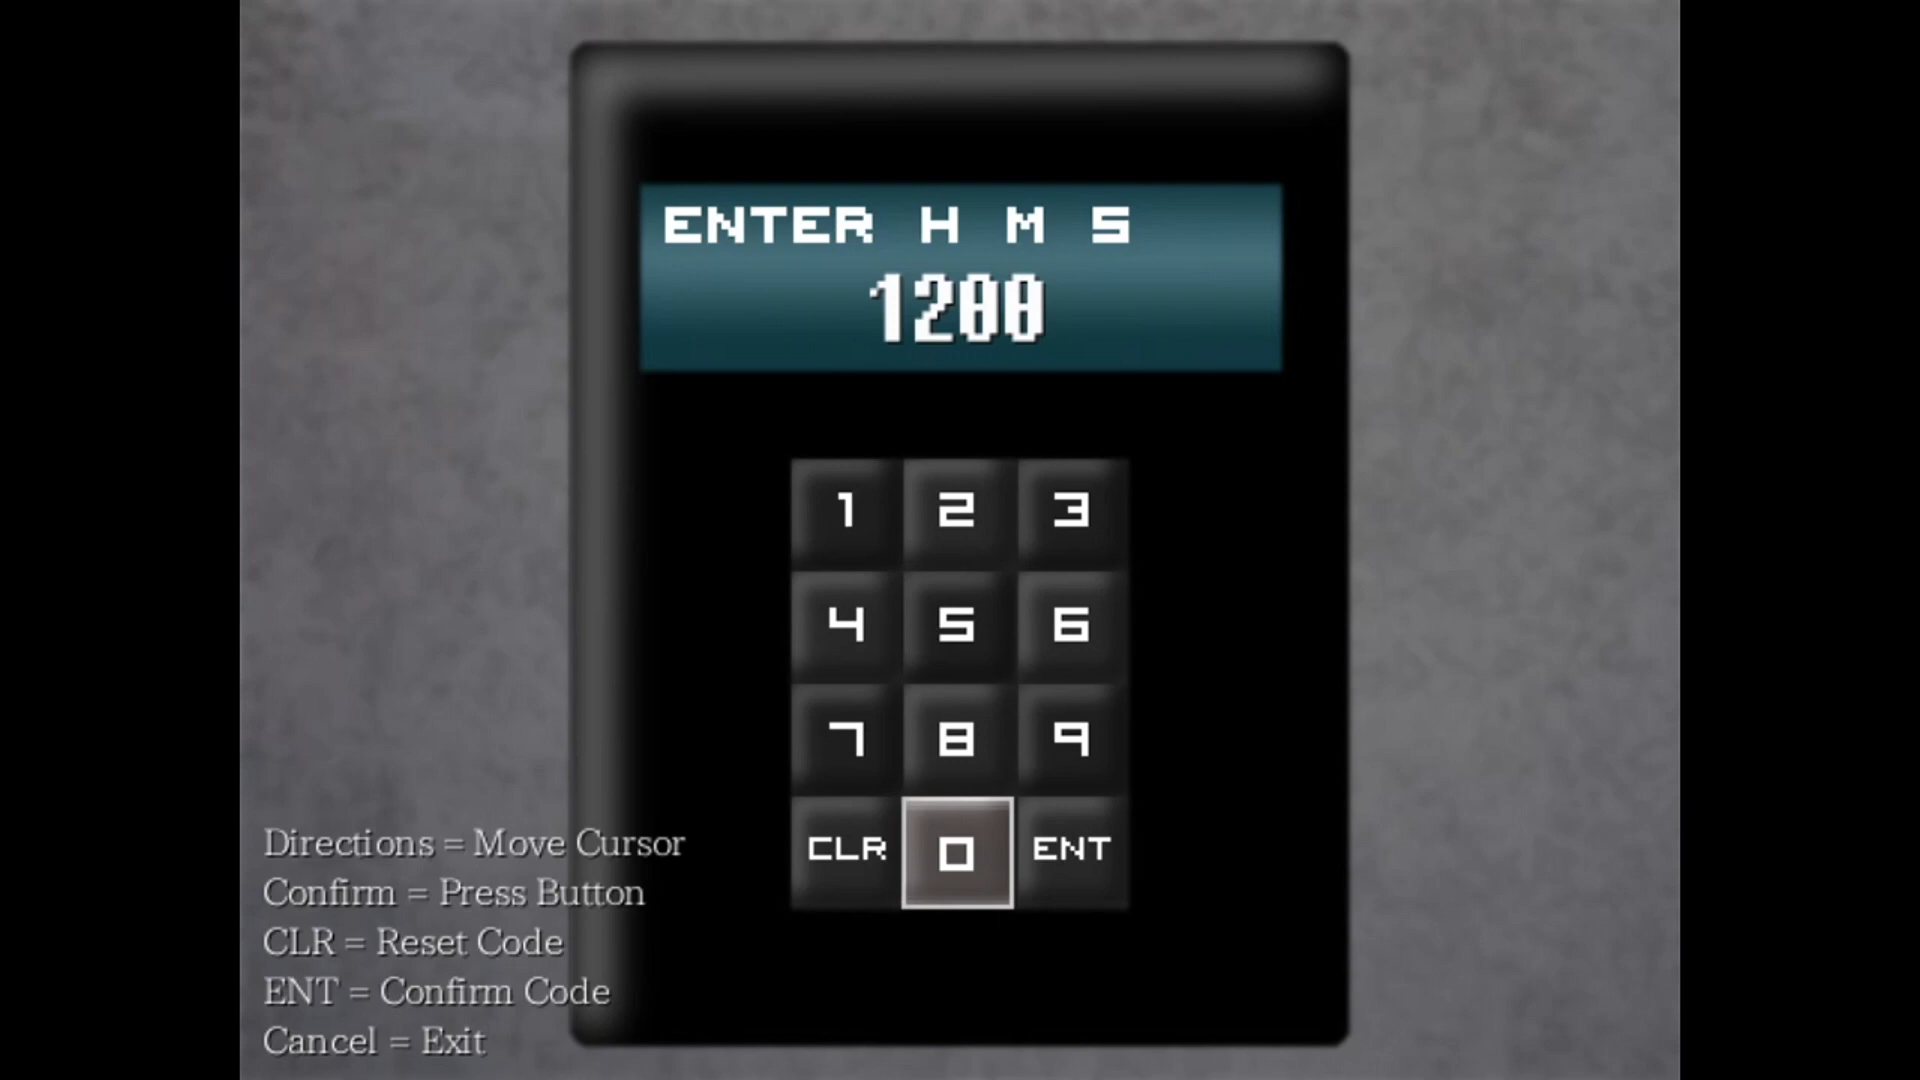 ENTER H M S
1200
1 2 3
4 5 6
7 8 9
CLR 0 ENT
Directions = Move Cursor
Confirm = Press Button
CLR = Reset Code
ENT = Confirm Code
Cancel = Exit